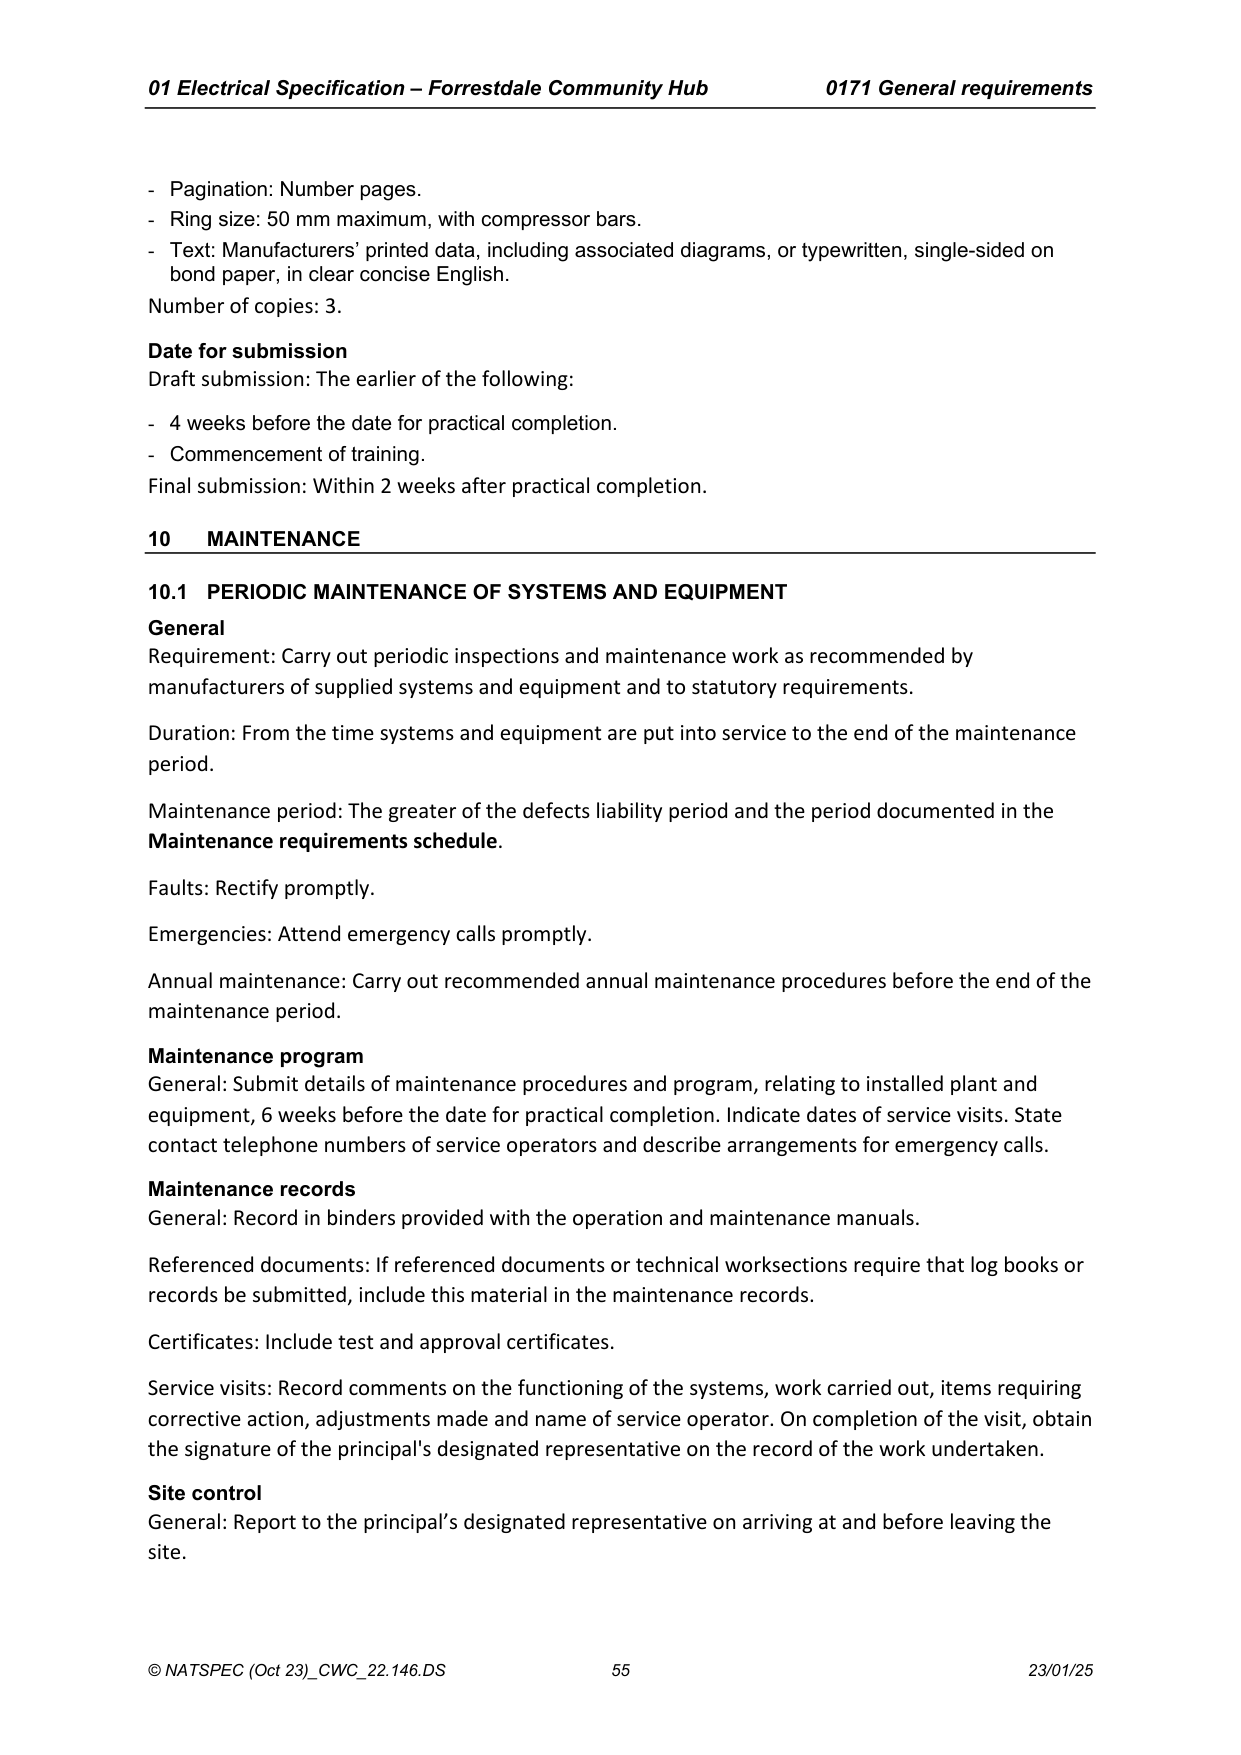 01 Electrical Specification – Forrestdale Community Hub 0171 General requirements
- Pagination: Number pages.
- Ring size: 50 mm maximum, with compressor bars.
- Text: Manufacturers’ printed data, including associated diagrams, or typewritten, single-sided on
bond paper, in clear concise English.
Number of copies: 3.
Date for submission
Draft submission: The earlier of the following:
- 4 weeks before the date for practical completion.
- Commencement of training.
Final submission: Within 2 weeks after practical completion.
10 MAINTENANCE
10.1 PERIODIC MAINTENANCE OF SYSTEMS AND EQUIPMENT
General
Requirement: Carry out periodic inspections and maintenance work as recommended by
manufacturers of supplied systems and equipment and to statutory requirements.
Duration: From the time systems and equipment are put into service to the end of the maintenance
period.
Maintenance period: The greater of the defects liability period and the period documented in the
Maintenance requirements schedule.
Faults: Rectify promptly.
Emergencies: Attend emergency calls promptly.
Annual maintenance: Carry out recommended annual maintenance procedures before the end of the
maintenance period.
Maintenance program
General: Submit details of maintenance procedures and program, relating to installed plant and
equipment, 6 weeks before the date for practical completion. Indicate dates of service visits. State
contact telephone numbers of service operators and describe arrangements for emergency calls.
Maintenance records
General: Record in binders provided with the operation and maintenance manuals.
Referenced documents: If referenced documents or technical worksections require that log books or
records be submitted, include this material in the maintenance records.
Certificates: Include test and approval certificates.
Service visits: Record comments on the functioning of the systems, work carried out, items requiring
corrective action, adjustments made and name of service operator. On completion of the visit, obtain
the signature of the principal's designated representative on the record of the work undertaken.
Site control
General: Report to the principal’s designated representative on arriving at and before leaving the
site.
© NATSPEC (Oct 23)_CWC_22.146.DS 55 23/01/25